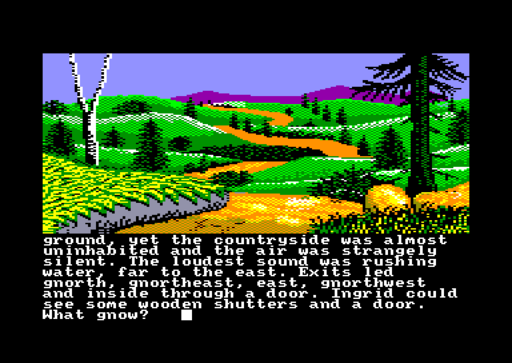 ground, yet the countryside was almost
uninhabited and the air was strangely
silent. The loudest sound was rushing
water, far to the east. Exits led
gnorth, gnortheast, east, gnorthwest
and inside through a door. Ingrid could
see some wooden shutters and a door.
What gnow?